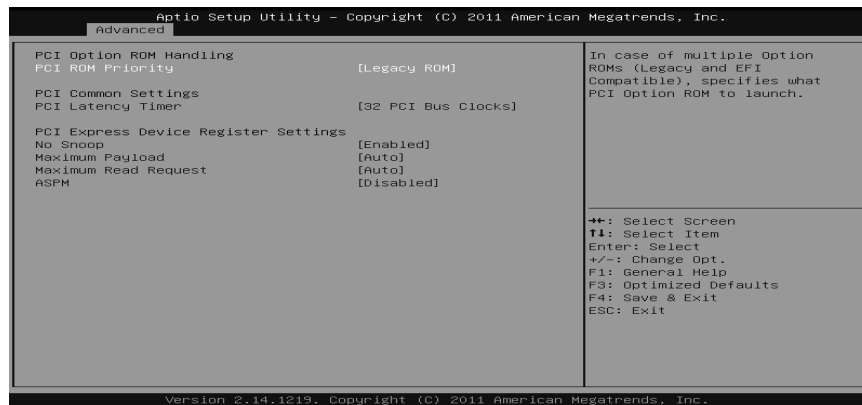 Aptio Setup Utility – Copyright (C) 2011 American Megatrends, Inc.
Advanced
PCI Option ROM Handling
PCI ROM Priority [Legacy ROM]
PCI Common Settings
PCI Latency Timer [32 PCI Bus Clocks]
PCI Express Device Register Settings
No Snoop [Enabled]
Maximum Payload [Auto]
Maximum Read Request [Auto]
ASPM [Disabled]
In case of multiple Option
ROMs (Legacy and EFI
Compatible), specifies what
PCI Option ROM to launch.
→←: Select Screen
↑↓: Select Item
Enter: Select
+/-: Change Opt.
F1: General Help
F3: Optimized Defaults
F4: Save & Exit
ESC: Exit
Version 2.14.1219. Copyright (C) 2011 American Megatrends, Inc.